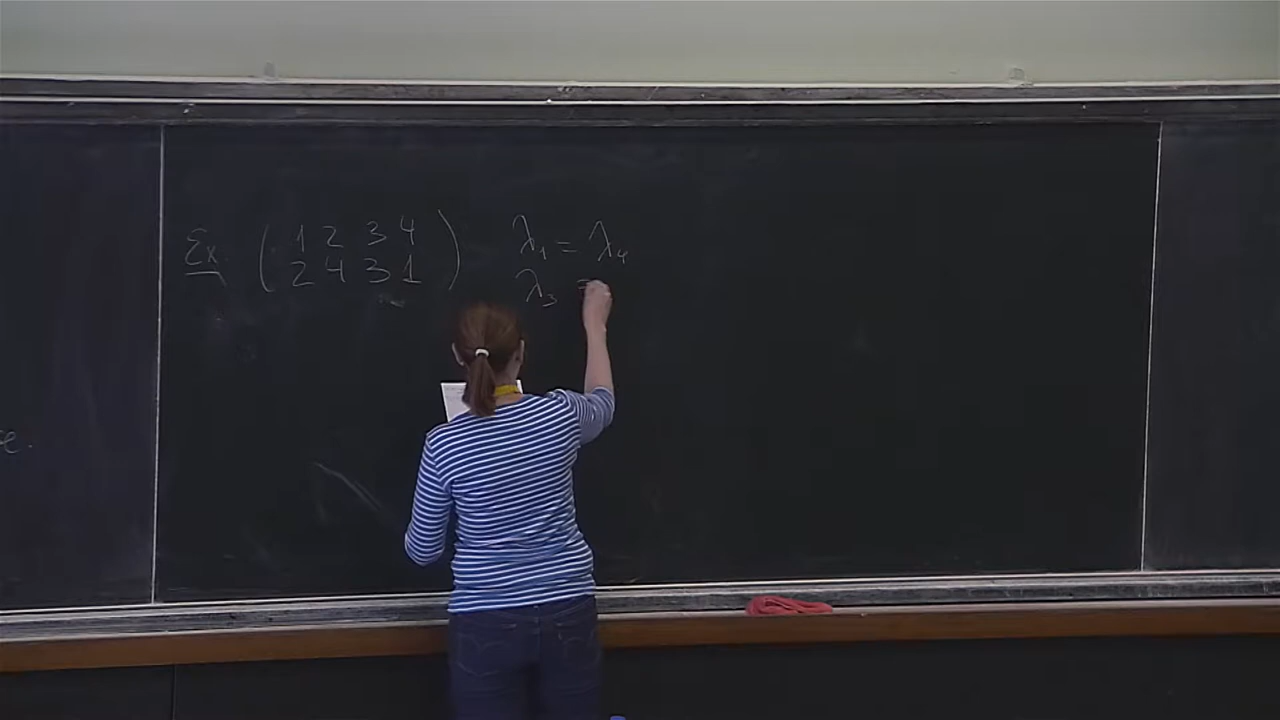 Ex. ( 1 2 3 4 ) λ₁ = λ₄
( 2 4 3 1 ) λ₃ =